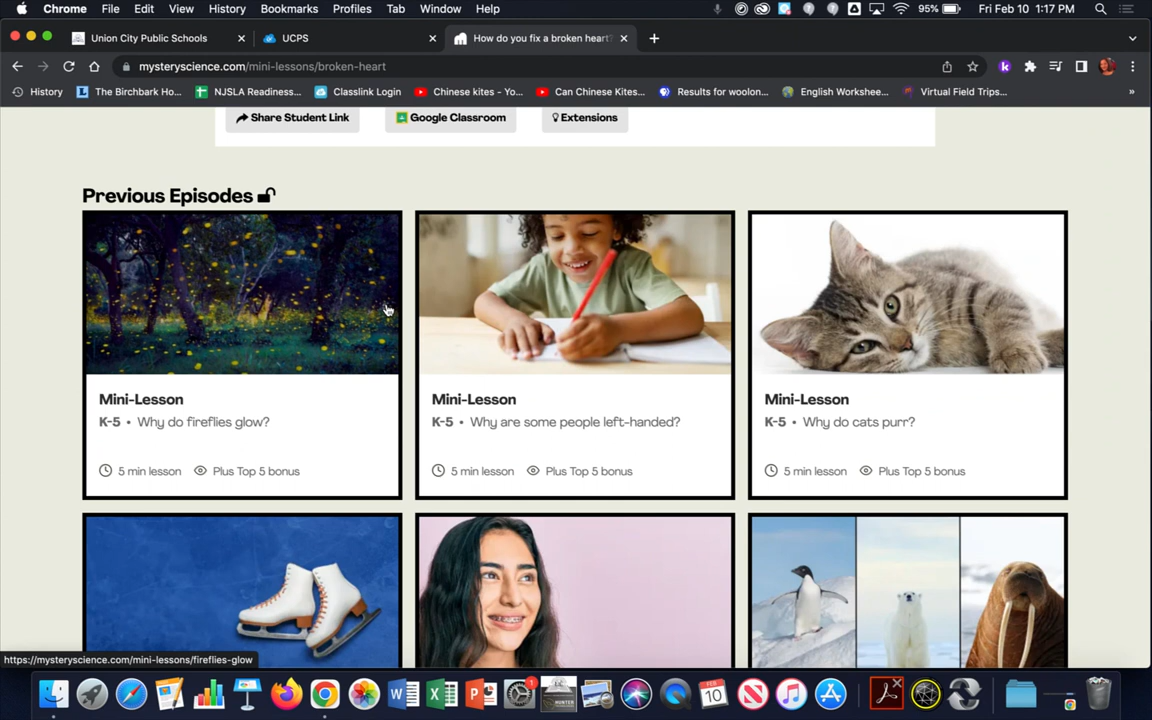 Chrome File Edit View History Bookmarks Profiles Tab Window Help 95% Fri Feb 10 1:17 PM
Union City Public Schools UCPS How do you fix a broken heart?
mysteryscience.com/mini-lessons/broken-heart
History The Birchbark Ho... NJSLA Readiness... Classlink Login Chinese kites - Yo... Can Chinese Kites... Results for woolon... English Workshee... Virtual Field Trips... »
Share Student Link Google Classroom Extensions
Previous Episodes
Mini-Lesson Mini-Lesson Mini-Lesson
K-5 • Why do fireflies glow? K-5 • Why are some people left-handed? K-5 • Why do cats purr?
5 min lesson Plus Top 5 bonus 5 min lesson Plus Top 5 bonus 5 min lesson Plus Top 5 bonus
https://mysteryscience.com/mini-lessons/fireflies-glow
10